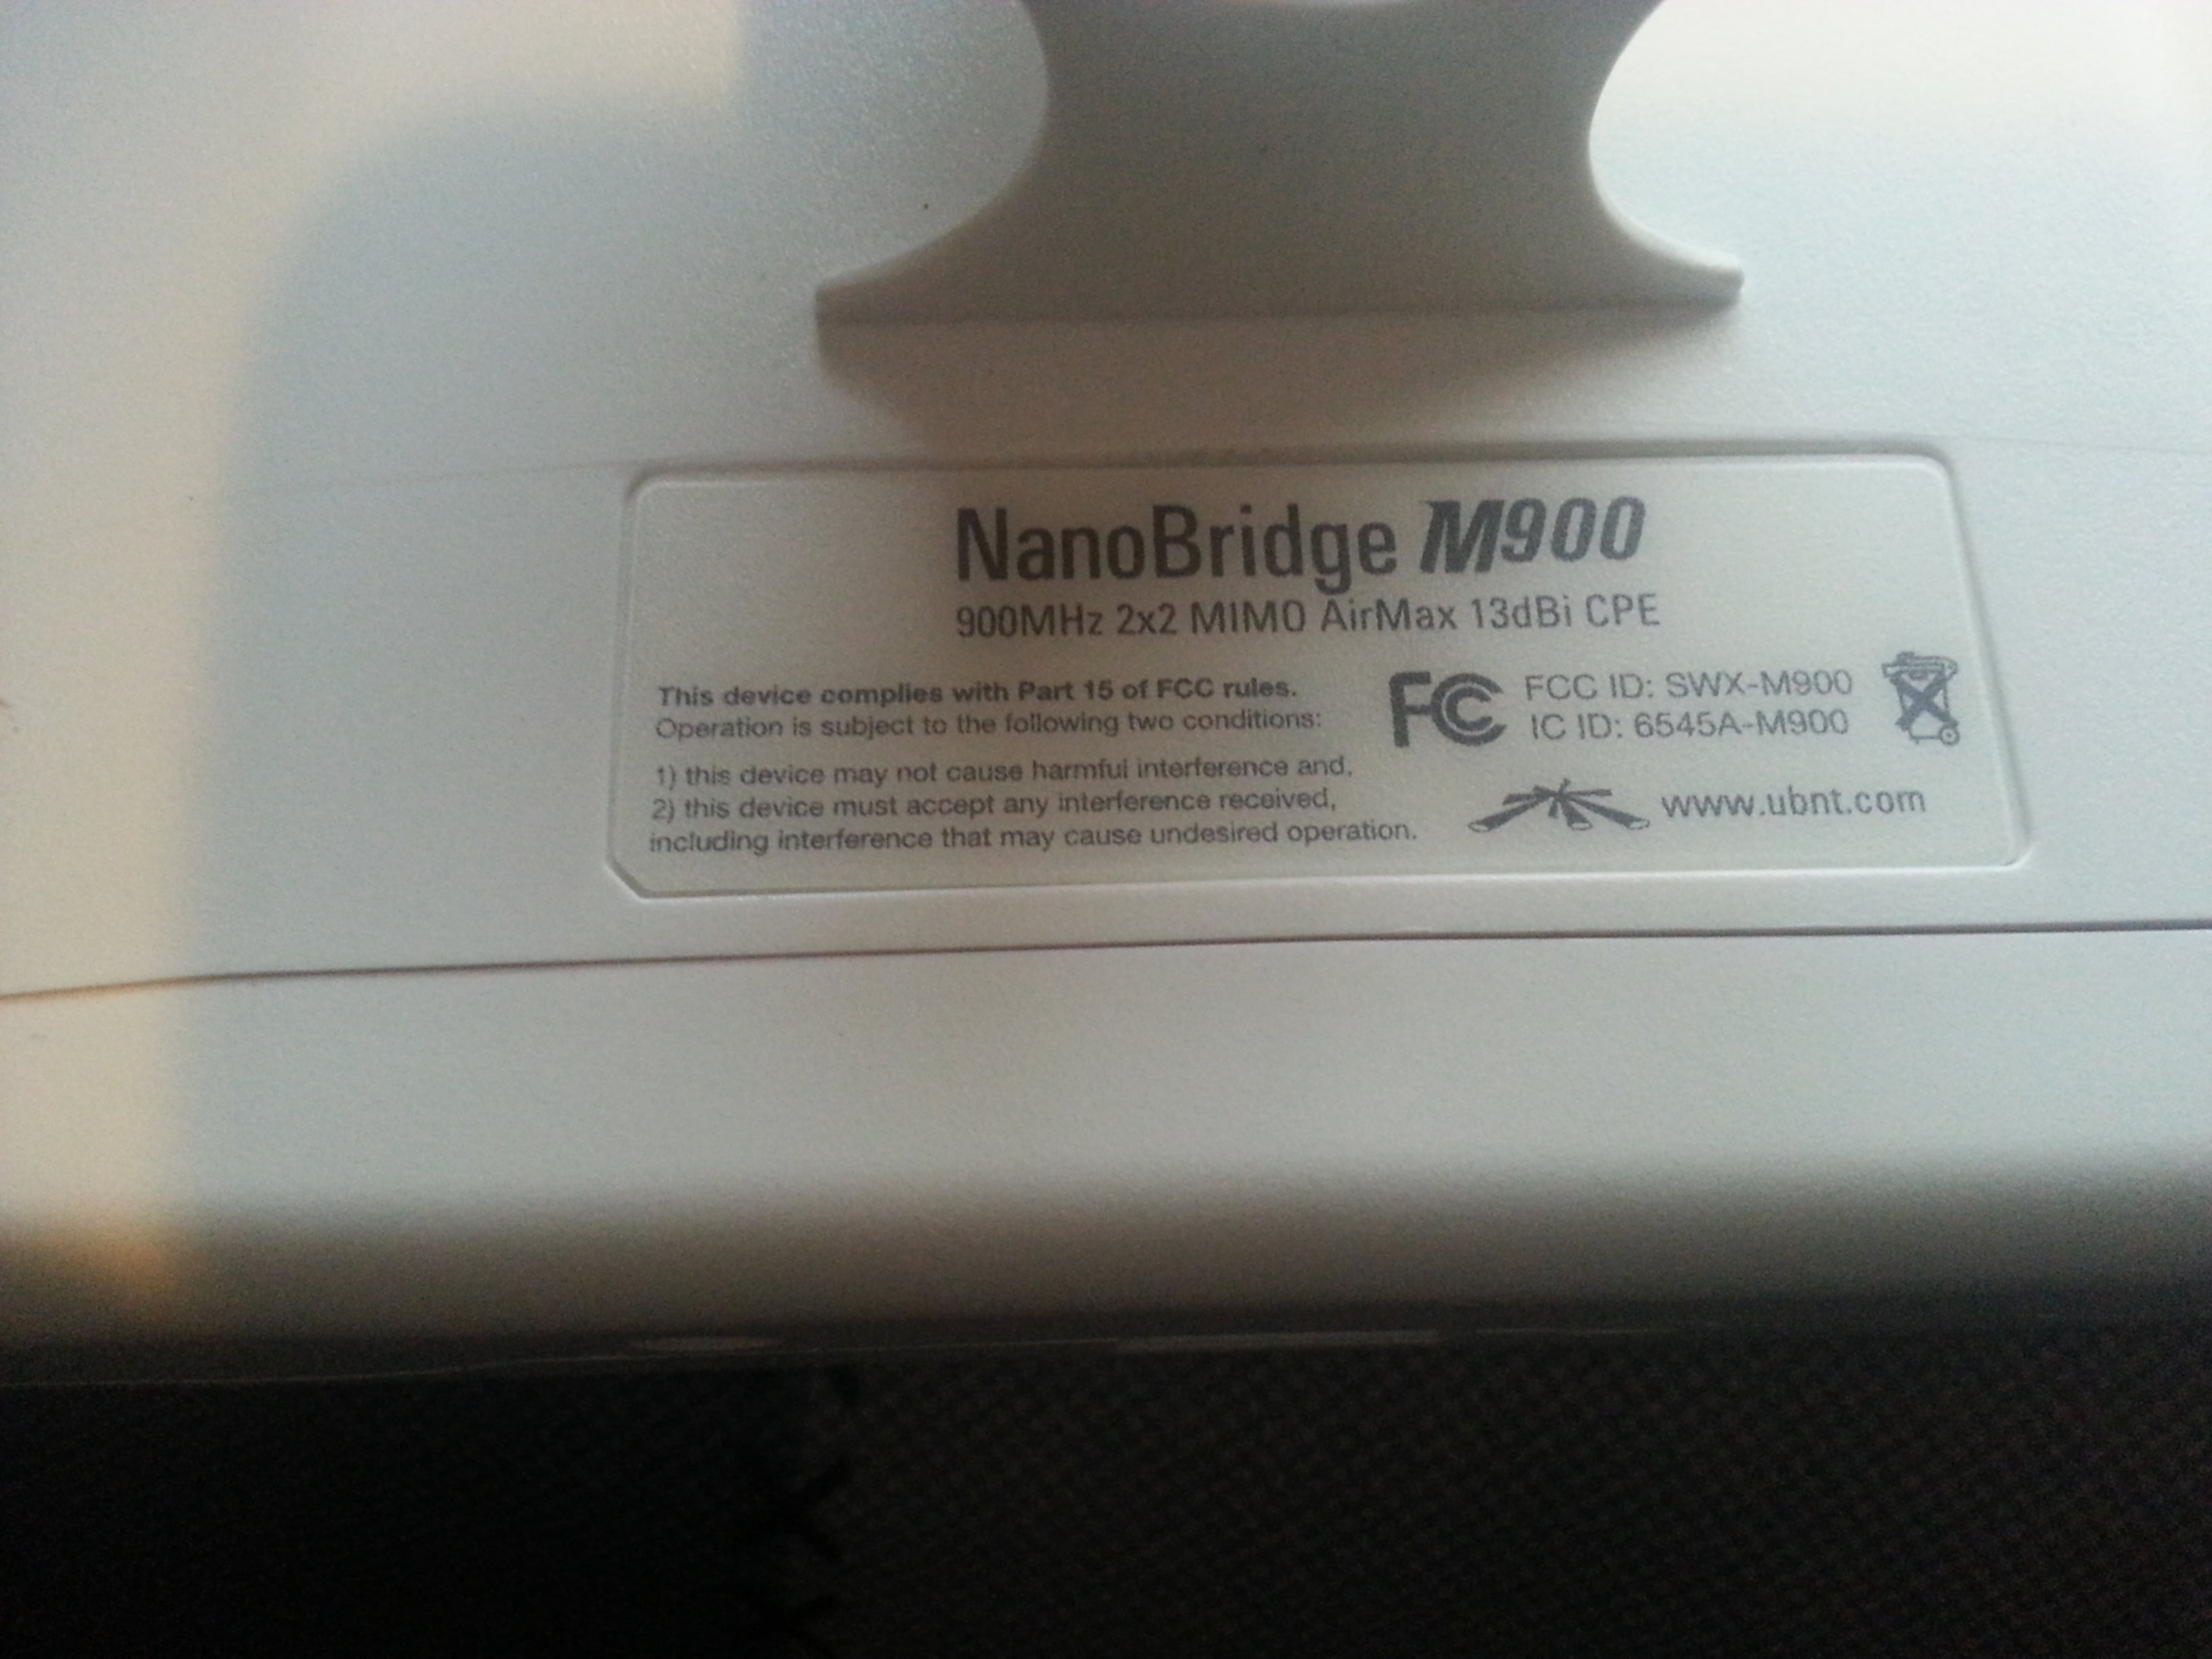 NanoBridge M900
900MHz 2x2 MIMO AirMax 13dBi CPE
This device complies with Part 15 of FCC rules.
Operation is subject to the following two conditions:
1) this device may not cause harmful interference and,
2) this device must accept any interference received,
including interference that may cause undesired operation.
FC
FCC ID: SWX-M900
IC ID: 6545A-M900
www.ubnt.com